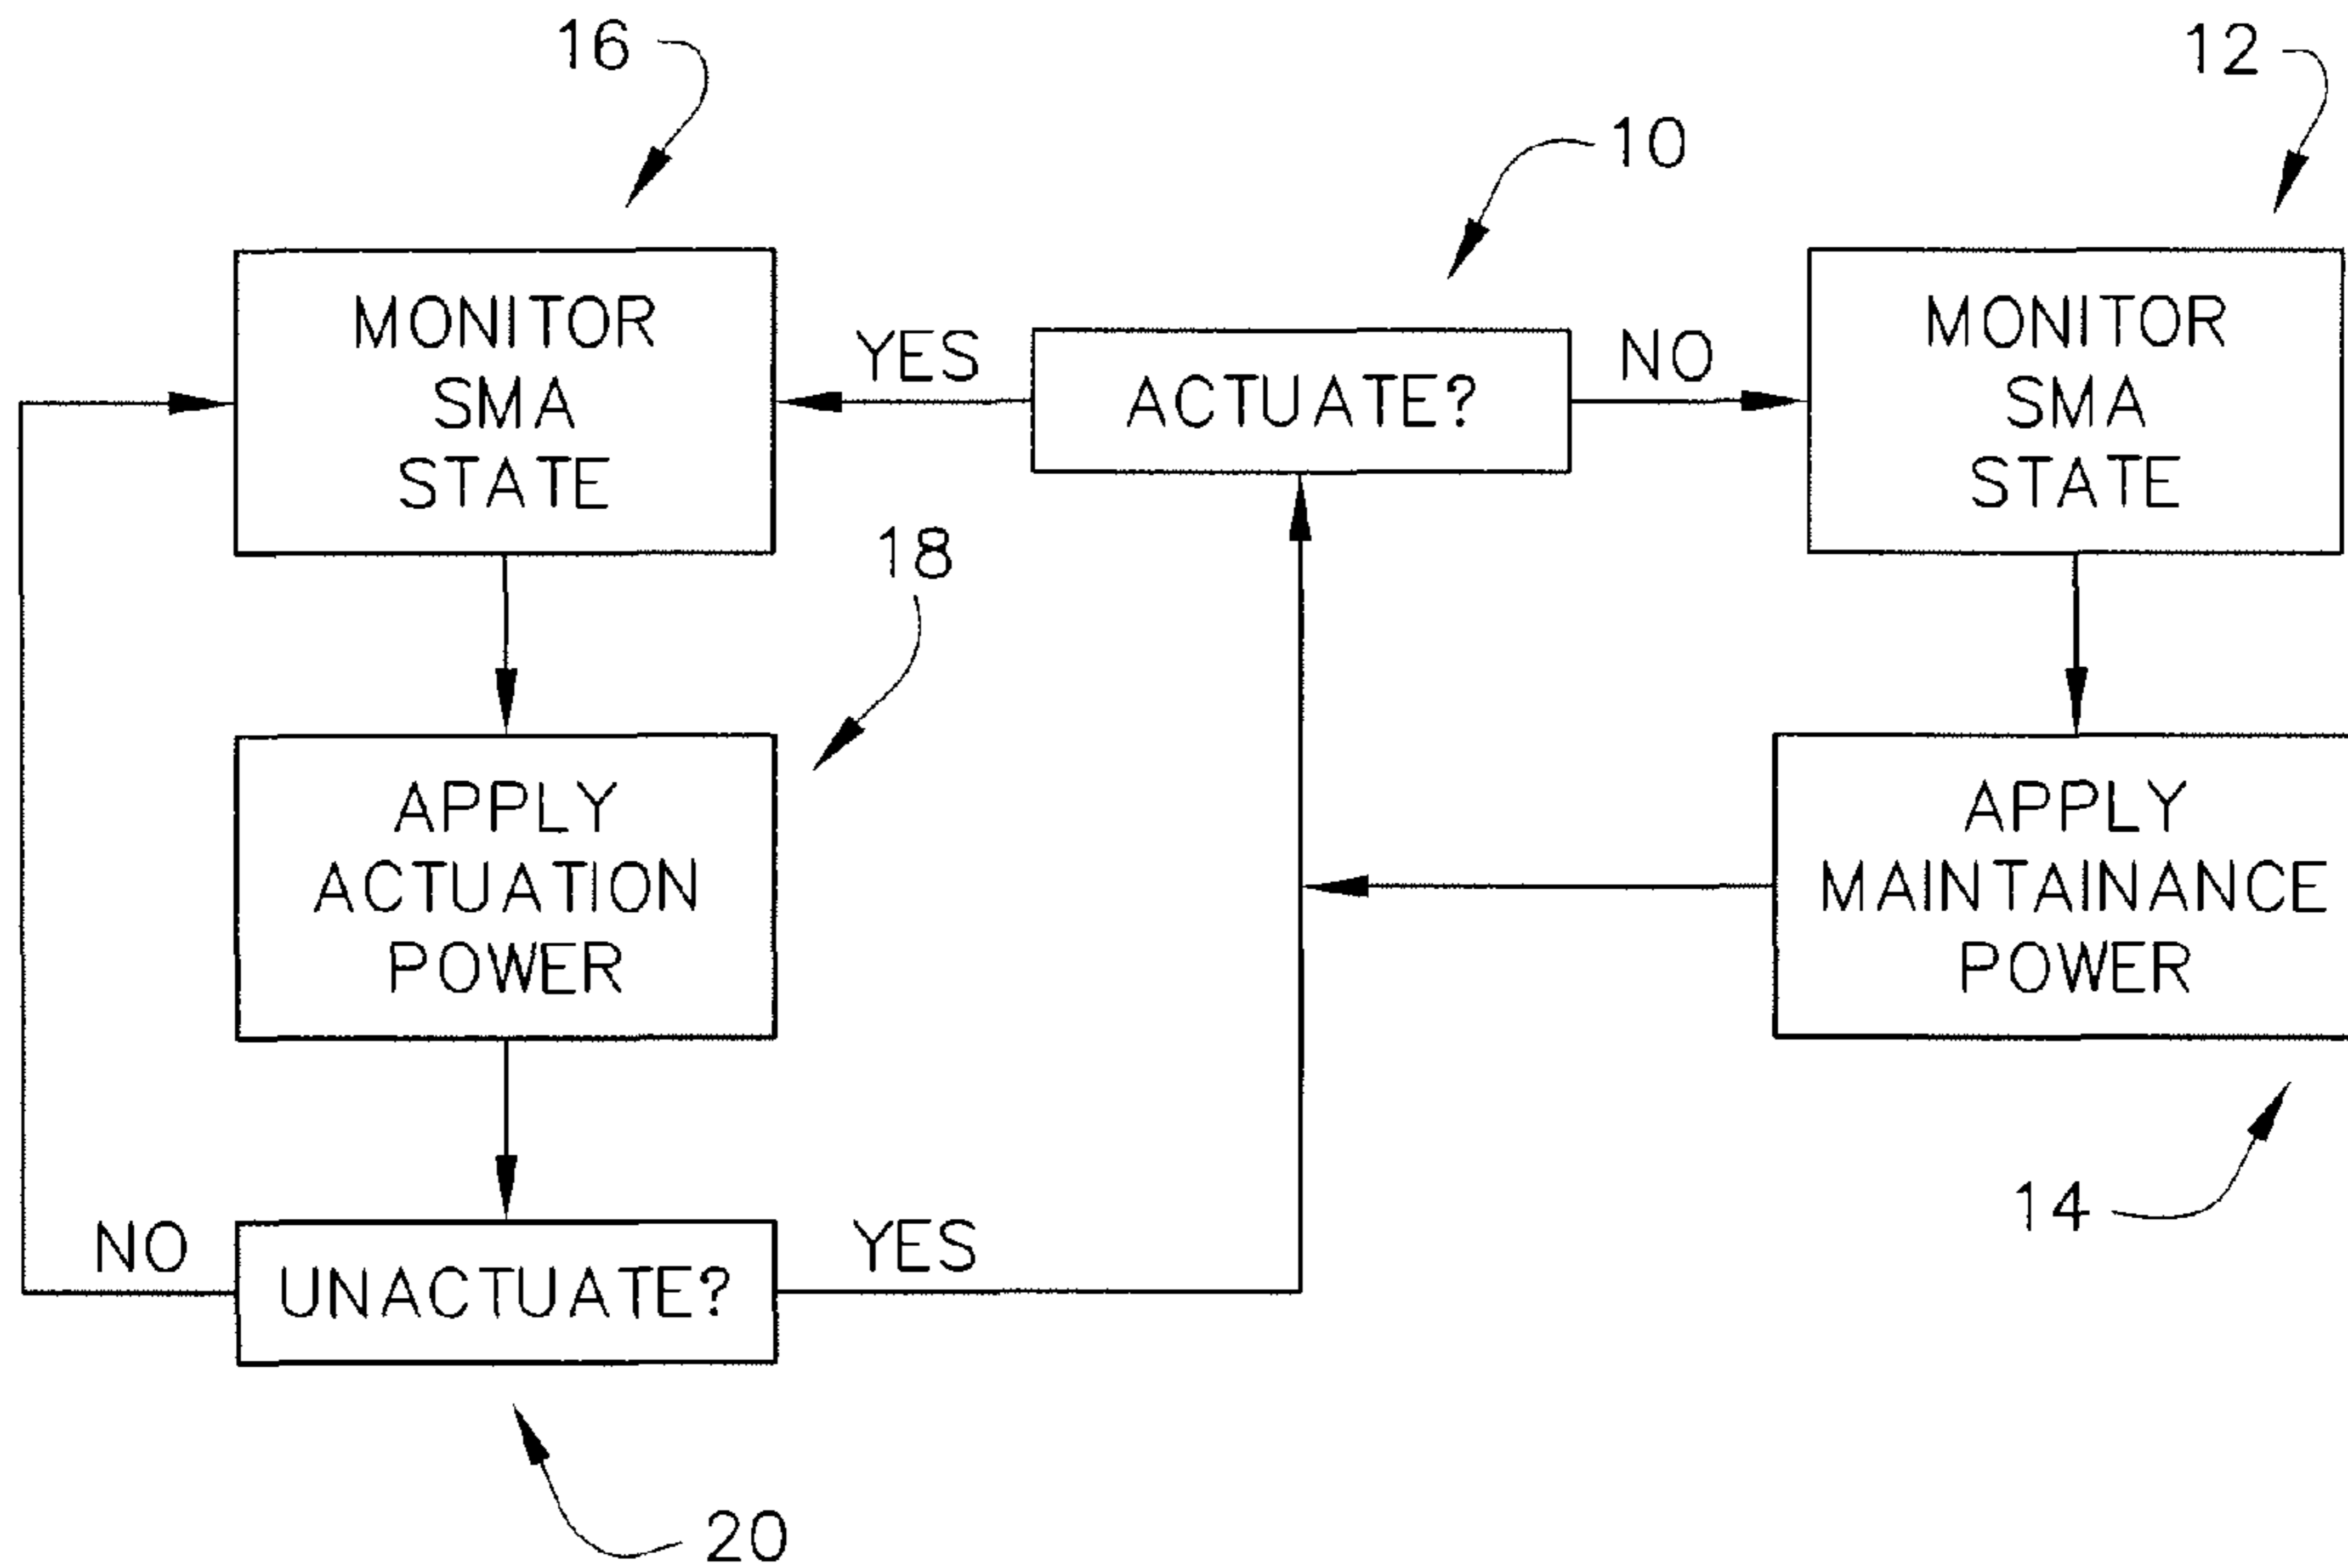 16
12
10
MONITOR
SMA
STATE
YES
ACTUATE?
NO
MONITOR
SMA
STATE
18
APPLY
ACTUATION
POWER
APPLY
MAINTAINANCE
POWER
14
NO
UNACTUATE?
YES
20